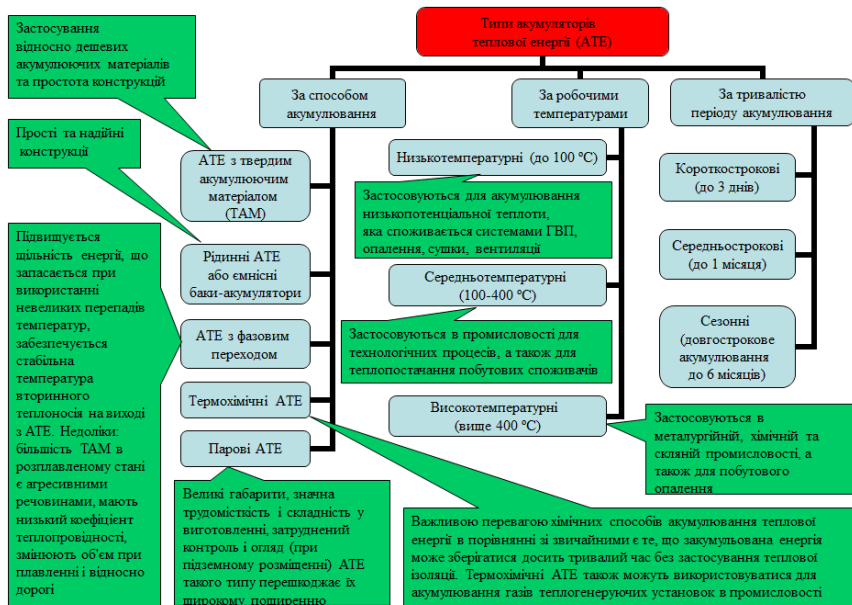 Типи акумуляторів
теплової енергії (АТЕ)
Застосування
відносно дешевих
акумулюючих матеріалів
та простота конструкцій
За способом
акумулювання
За робочими
температурами
За тривалістю
періоду акумулювання
Прості та надійні
конструкції
АТЕ з твердим
акумулюючим
матеріалом
(ТАМ)
Рідинні АТЕ
або ємнісні
баки-акумулятори
АТЕ з фазовим
переходом
Термохімічні АТЕ
Парові АТЕ
Підвищується
щільність енергії, що
запасається при
використанні
невеликих перепадів
температур,
забезпечується
стабільна
температура
вторинного
теплоносія на виході
з АТЕ. Недоліки:
більшість ТАМ в
розплавленому стані
є агресивними
речовинами, мають
низький коефіцієнт
теплопровідності,
змінюють об'єм при
плавленні і відносно
дорогі
Великі габарити, значна
трудомісткість і складність у
виготовленні, затруднений
контроль і огляд (при
підземному розміщенні) АТЕ
такого типу перешкоджає їх
широкому поширенню
Низькотемпературні (до 100 °С)
Застосовуються для акумулювання
низькопотенціальної теплоти,
яка споживається системами ГВП,
опалення, сушки, вентиляції
Середньотемпературні
(100-400 °С)
Застосовуються в промисловості для
технологічних процесів, а також для
теплопостачання побутових споживачів
Високотемпературні
(вище 400 °С)
Застосовуються в
металургійній, хімічній та
скляній промисловості, а
також для побутового
опалення
Короткострокові
(до 3 днів)
Середньострокові
(до 1 місяця)
Сезонні
(довгострокове
акумулювання
до 6 місяців)
Важливою перевагою хімічних способів акумулювання теплової
енергії в порівнянні зі звичайними є те, що закумульована енергія
може зберігатися досить тривалий час без застосування теплової
ізоляції. Термохімічні АТЕ також можуть використовуватися для
акумулювання газів теплогенеруючих установок в промисловості